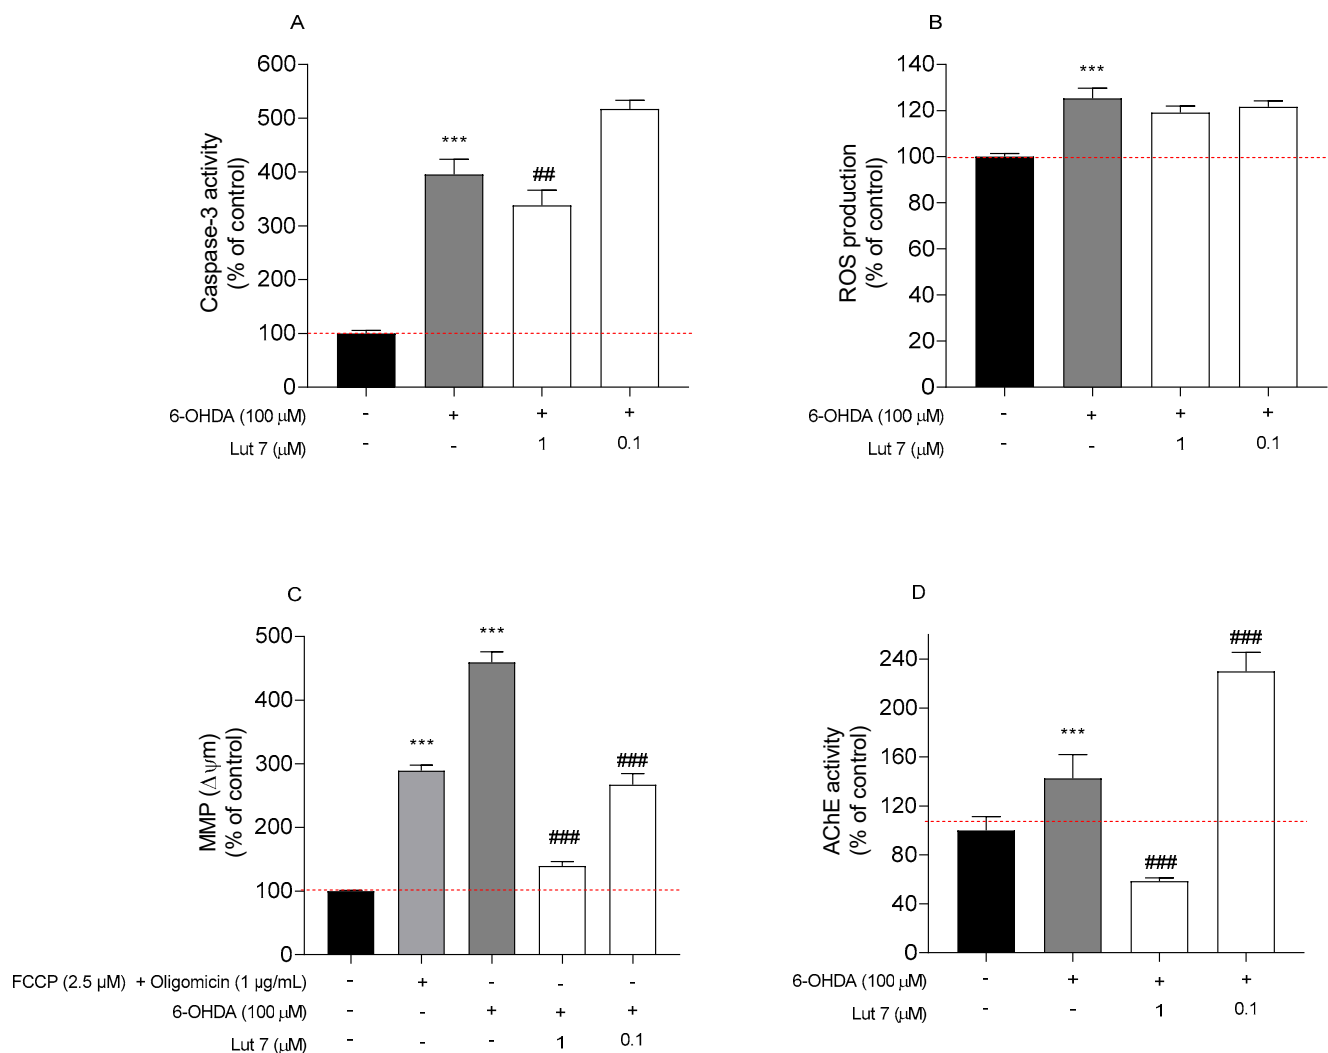 A
Caspase-3 activity
(% of control)
600
500
400
300
200
100
0
***
##
6-OHDA (100 μM) - + + +
Lut 7 (μM) - - 1 0.1
B
ROS production
(% of control)
140
120
100
80
60
40
20
0
***
6-OHDA (100 μM) - + + +
Lut 7 (μM) - - 1 0.1
C
MMP (Δψm)
(% of control)
500
400
300
200
100
0
***
***
###
###
FCCP (2.5 μM) + Oligomicin (1 μg/mL) - + - - -
6-OHDA (100 μM) - - + + +
Lut 7 (μM) - - - 1 0.1
D
AChE activity
(% of control)
240
200
160
120
80
40
0
***
###
###
6-OHDA (100 μM) - + + +
Lut 7 (μM) - - 1 0.1